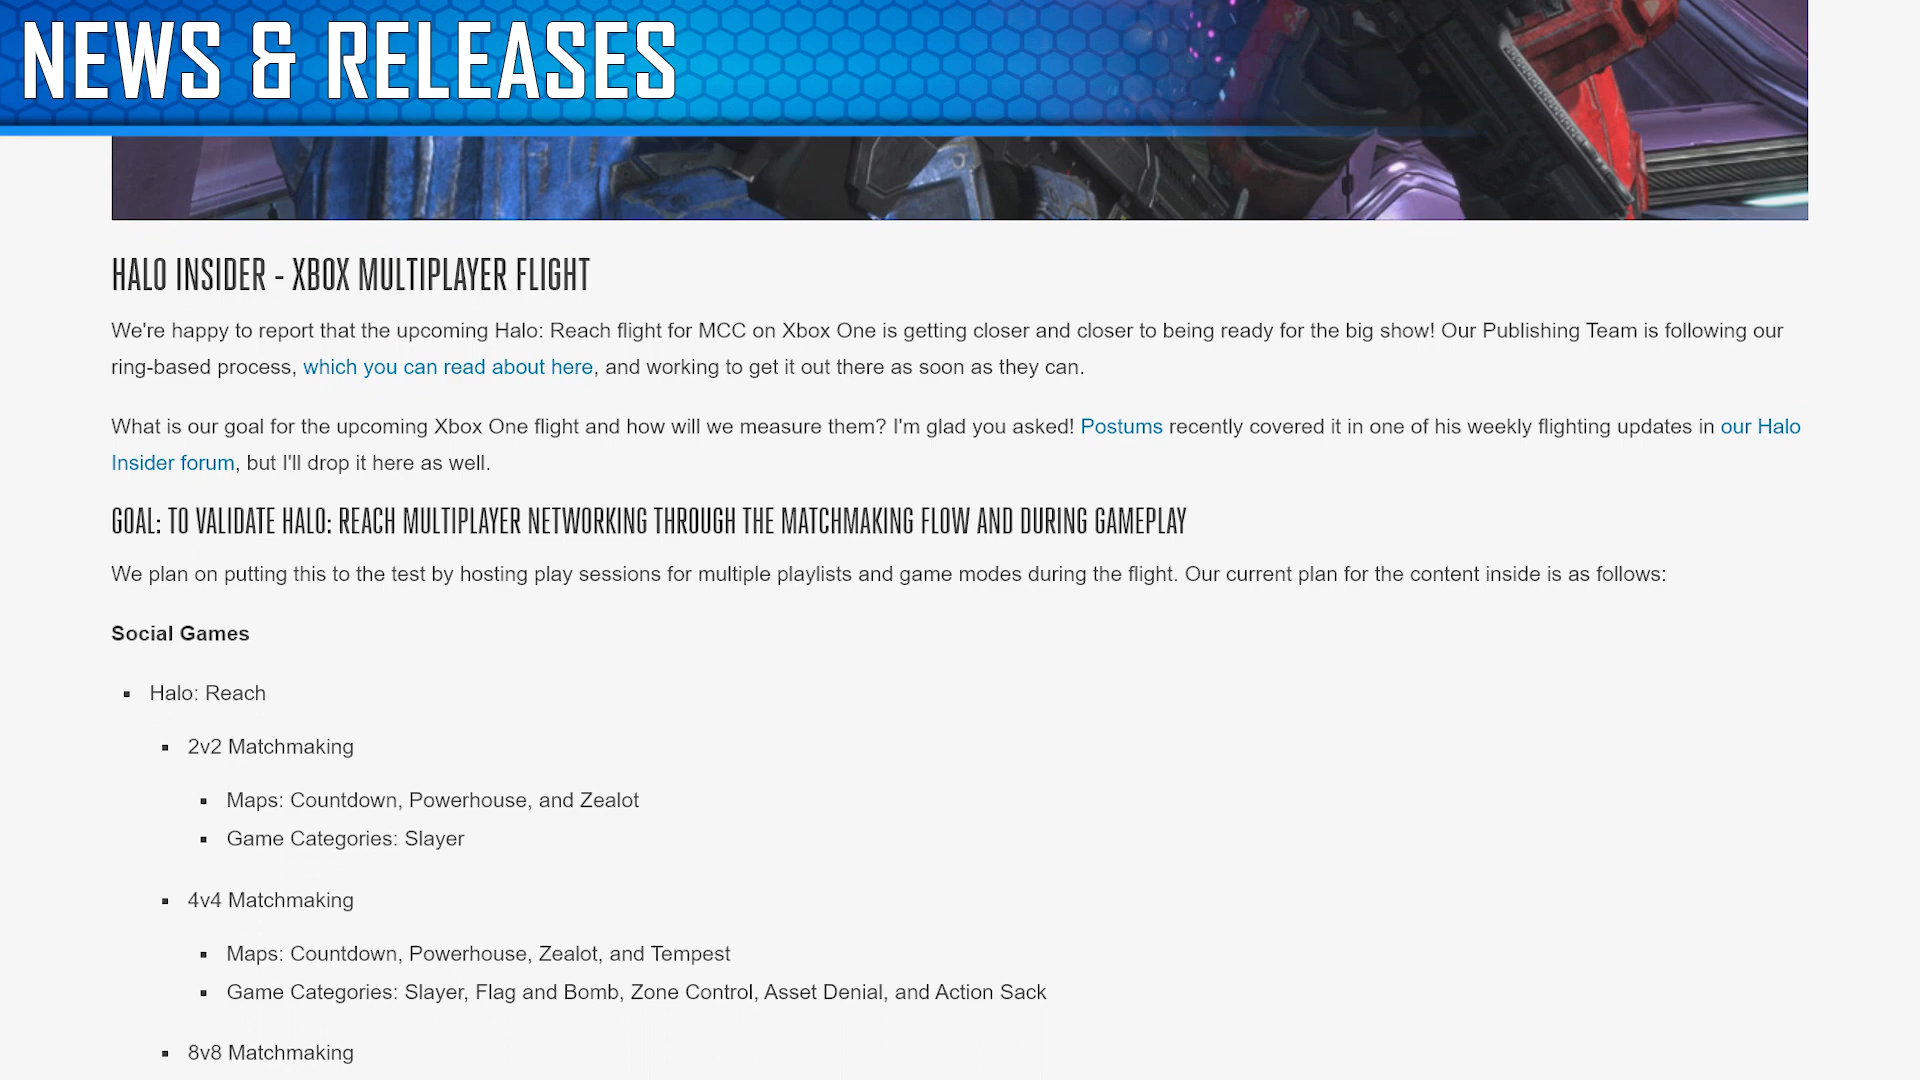 NEWS & RELEASES
HALO INSIDER - XBOX MULTIPLAYER FLIGHT
We're happy to report that the upcoming Halo: Reach flight for MCC on Xbox One is getting closer and closer to being ready for the big show! Our Publishing Team is following our
ring-based process, which you can read about here, and working to get it out there as soon as they can.
What is our goal for the upcoming Xbox One flight and how will we measure them? I'm glad you asked! Postums recently covered it in one of his weekly flighting updates in our Halo
Insider forum, but I'll drop it here as well.
GOAL: TO VALIDATE HALO: REACH MULTIPLAYER NETWORKING THROUGH THE MATCHMAKING FLOW AND DURING GAMEPLAY
We plan on putting this to the test by hosting play sessions for multiple playlists and game modes during the flight. Our current plan for the content inside is as follows:
Social Games
▪ Halo: Reach
▪ 2v2 Matchmaking
▪ Maps: Countdown, Powerhouse, and Zealot
▪ Game Categories: Slayer
▪ 4v4 Matchmaking
▪ Maps: Countdown, Powerhouse, Zealot, and Tempest
▪ Game Categories: Slayer, Flag and Bomb, Zone Control, Asset Denial, and Action Sack
▪ 8v8 Matchmaking